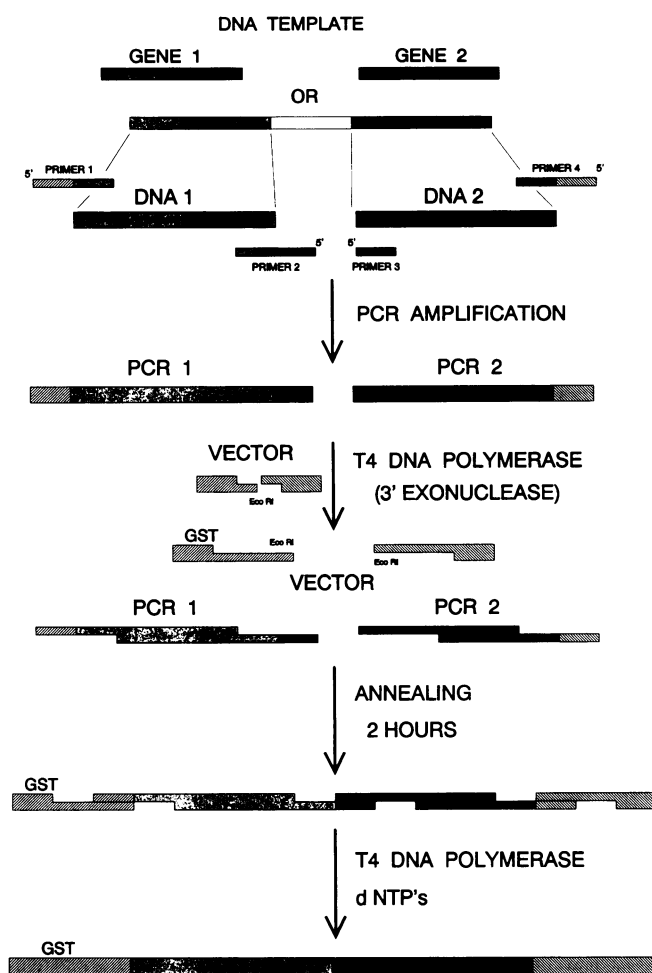 DNA TEMPLATE
GENE 1 GENE 2
OR
5' PRIMER 1 PRIMER 4 5'
DNA 1 DNA 2
5' 5'
PRIMER 2 PRIMER 3
PCR AMPLIFICATION
PCR 1 PCR 2
VECTOR
T4 DNA POLYMERASE
(3' EXONUCLEASE)
Eco RI
GST Eco RI
Eco RI
VECTOR
PCR 1 PCR 2
ANNEALING
2 HOURS
GST
T4 DNA POLYMERASE
d NTP's
GST